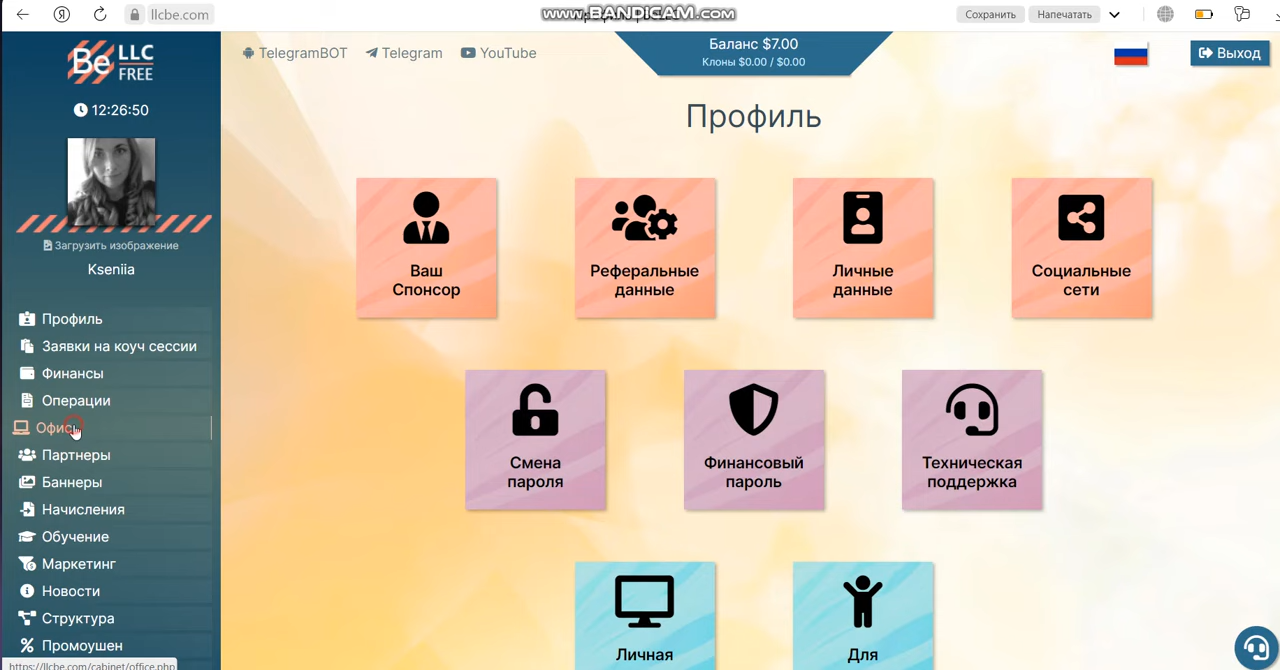 llcbe.com
www.BANDICAM.com
Сохранить
Напечатать
Be LLC FREE
12:26:50
Загрузить изображение
Kseniia
Профиль
Заявки на коуч сессии
Финансы
Операции
Офис
Партнеры
Баннеры
Начисления
Обучение
Маркетинг
Новости
Структура
Промоушен
https://llcbe.com/cabinet/office.php
TelegramBOT
Telegram
YouTube
Баланс $7.00
Клоны $0.00 / $0.00
Выход
Профиль
Ваш
Спонсор
Реферальные
данные
Личные
данные
Социальные
сети
Смена
пароля
Финансовый
пароль
Техническая
поддержка
Личная
Для